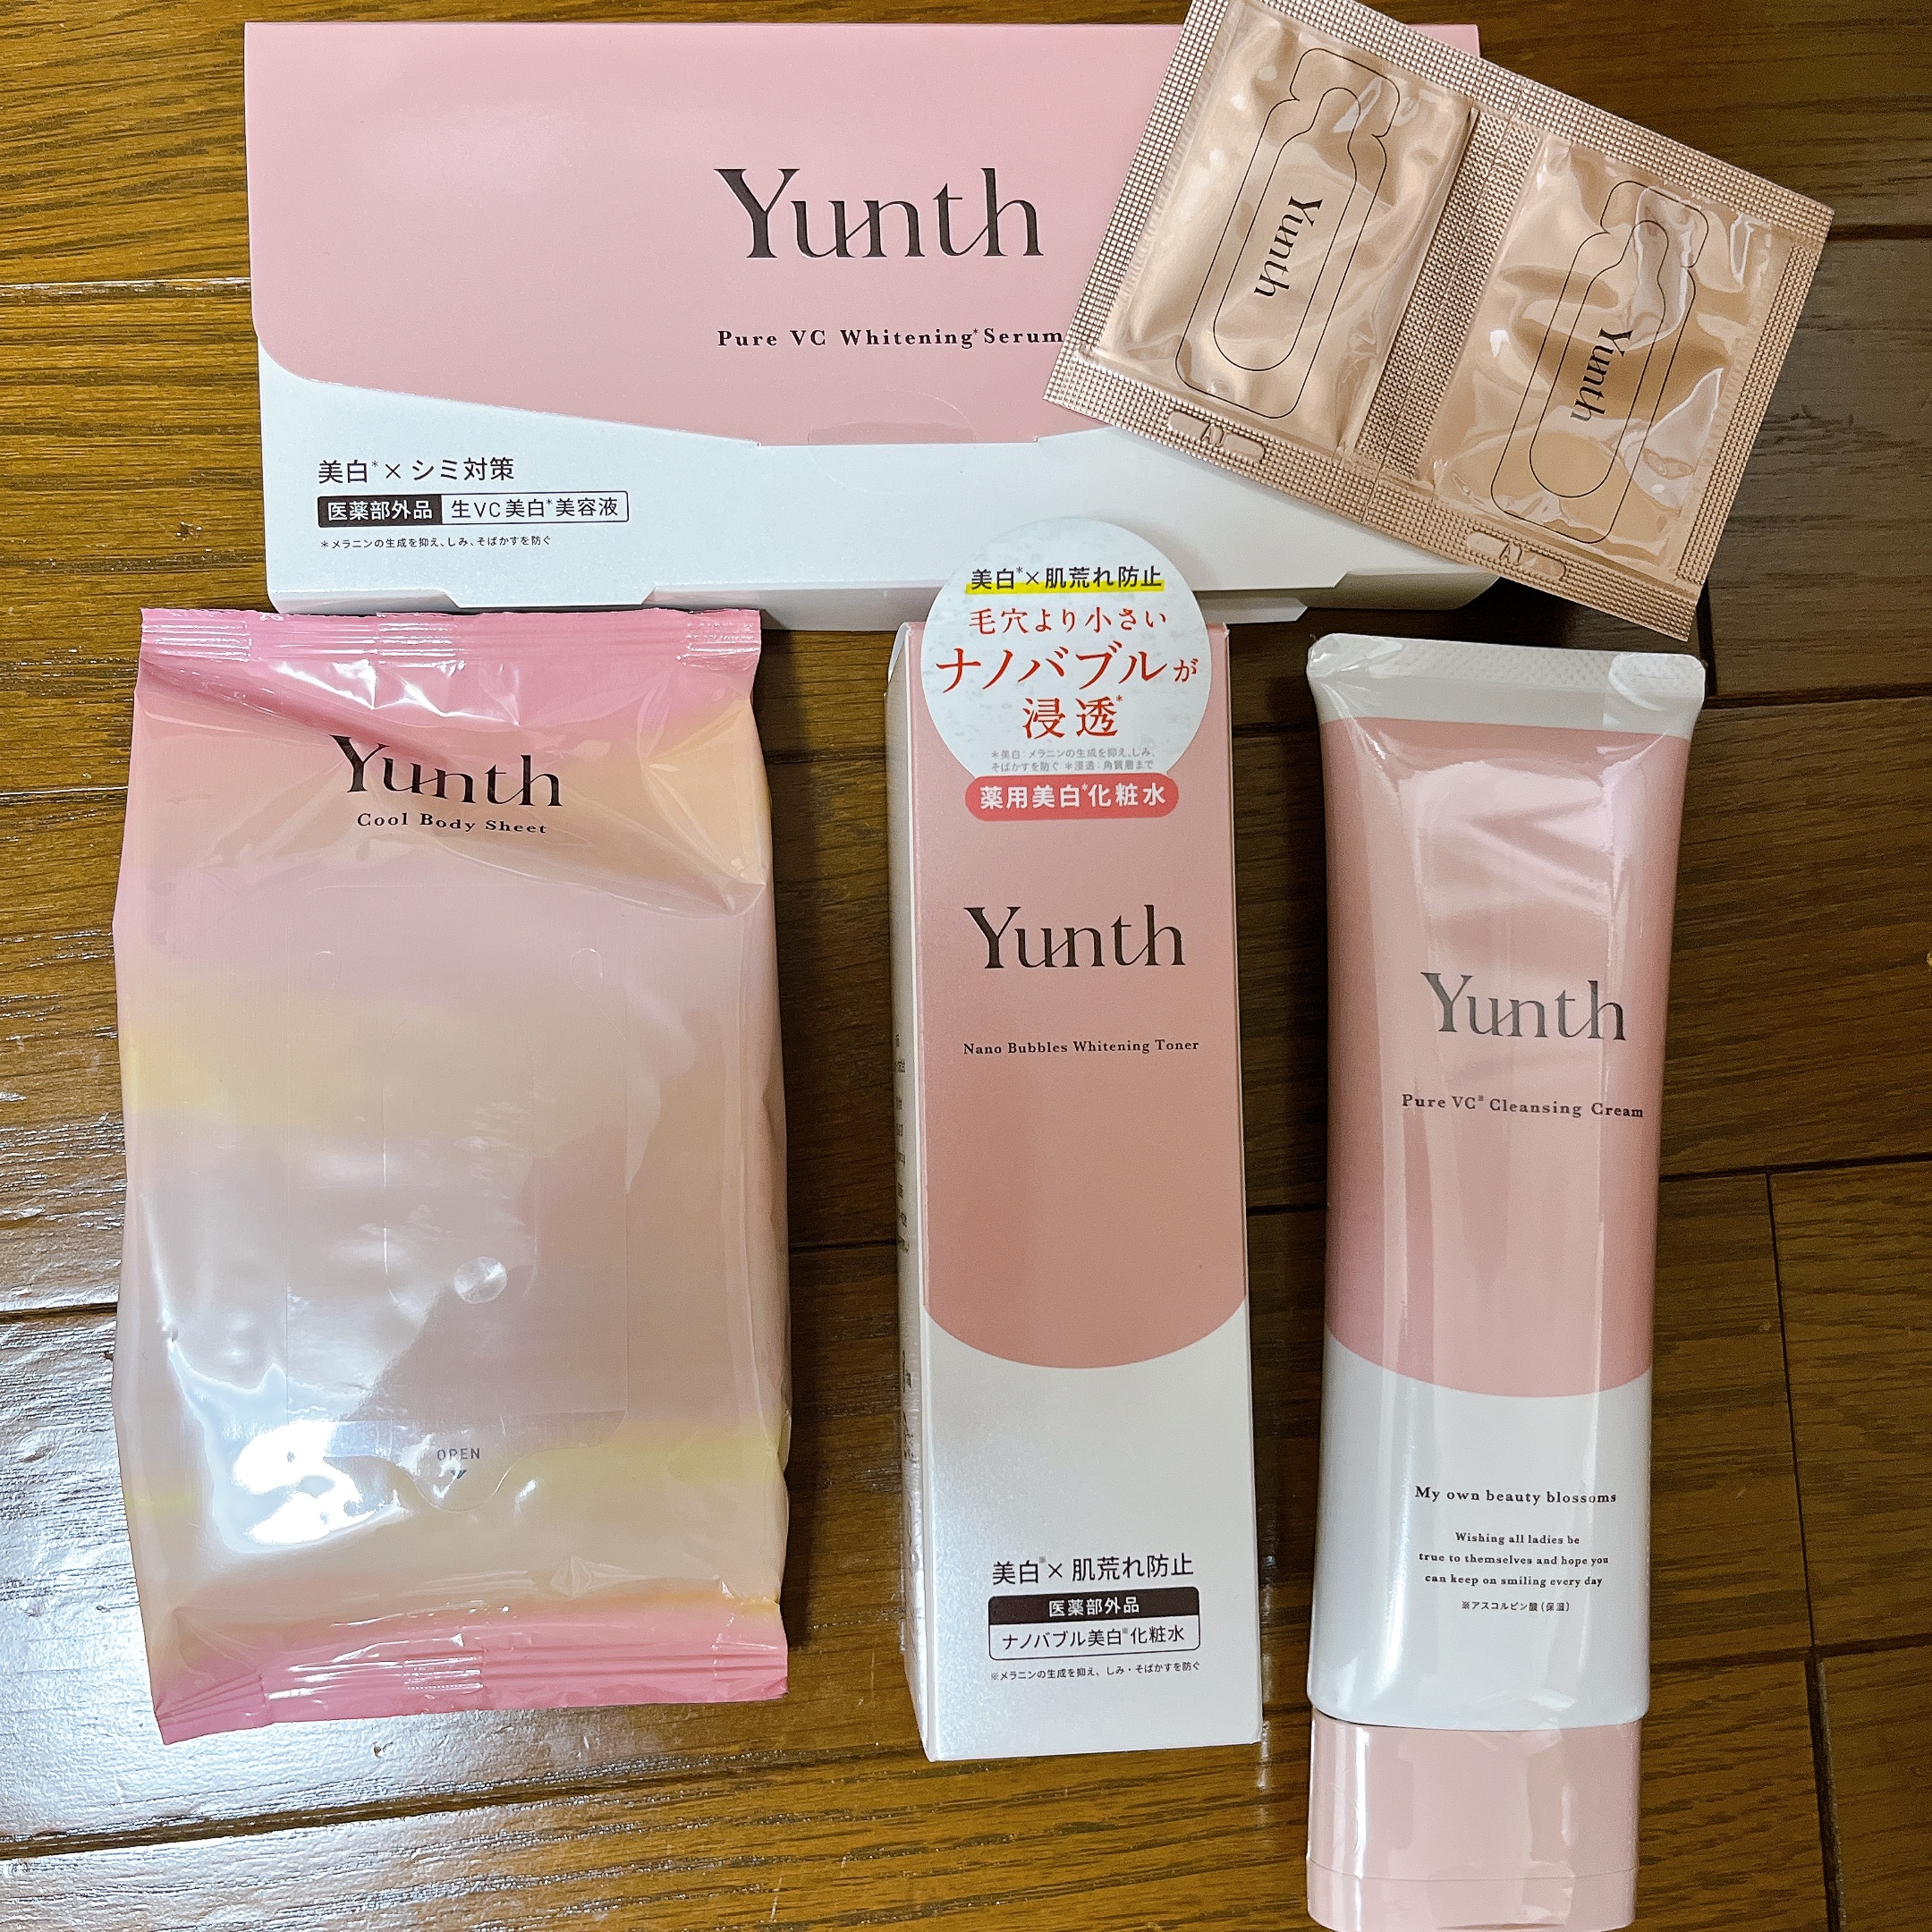 Yunth
Pure VC Whitening*Serum
美白*×シミ対策
医薬部外品 生VC美白*美容液
*メラニンの生成を抑え、しみ、そばかすを防ぐ
Yunth
Yunth
Yunth
Cool Body Sheet
OPEN
美白*×肌荒れ防止
毛穴より小さい
ナノバブルが
浸透*
*美白:メラニンの生成を抑え、しみ、
そばかすを防ぐ *浸透:角質層まで
薬用美白*化粧水
Yunth
Nano Bubbles Whitening Toner
美白※×肌荒れ防止
医薬部外品
ナノバブル美白※化粧水
※メラニンの生成を抑え、しみ・そばかすを防ぐ
Yunth
Pure VC※ Cleansing Cream
My own beauty blossoms
Wishing all ladies be
true to themselves and hope you
can keep on smiling every day
※アスコルビン酸(保湿)